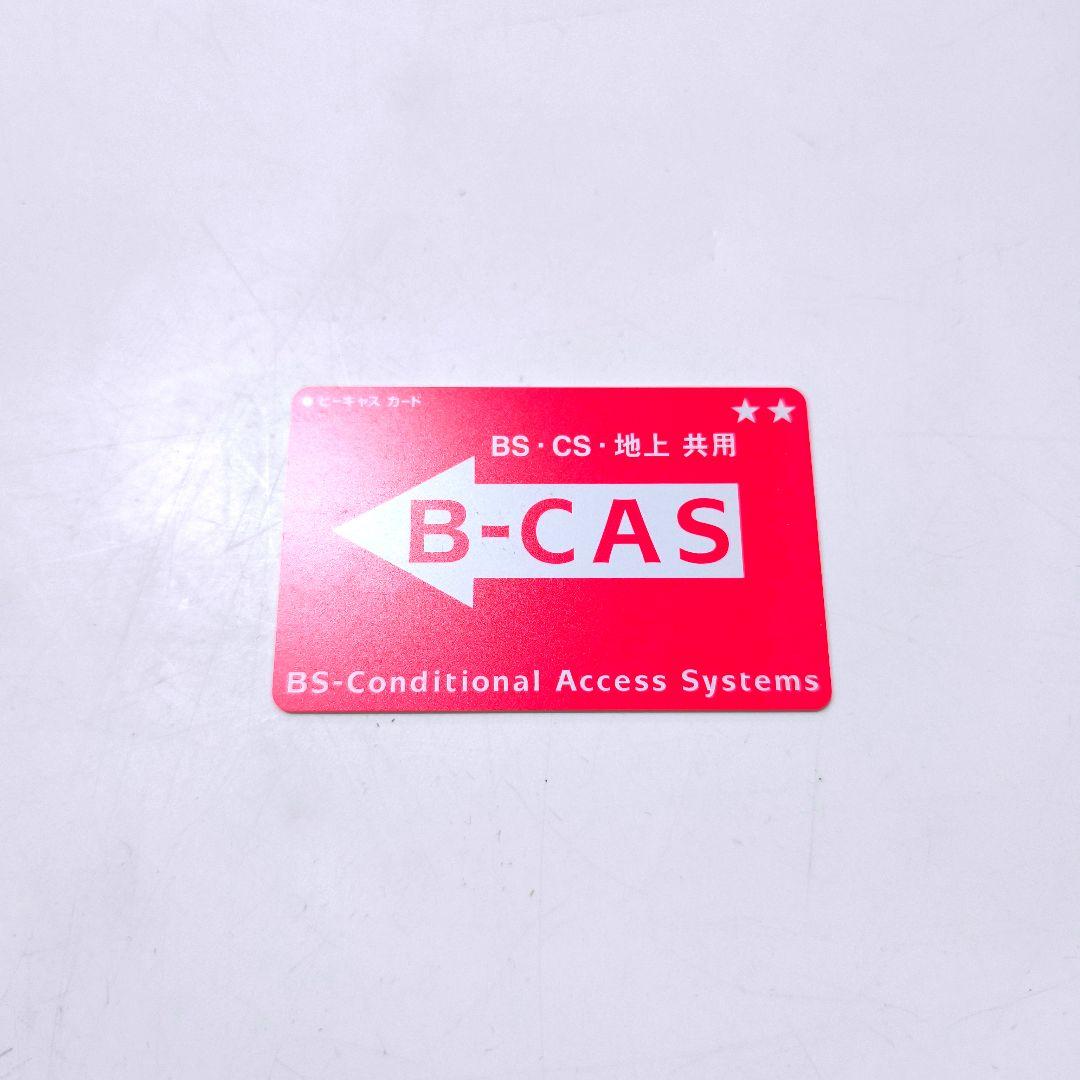 ● ビーキャス カード
★★
BS・CS・地上 共用
B-CAS
BS-Conditional Access Systems